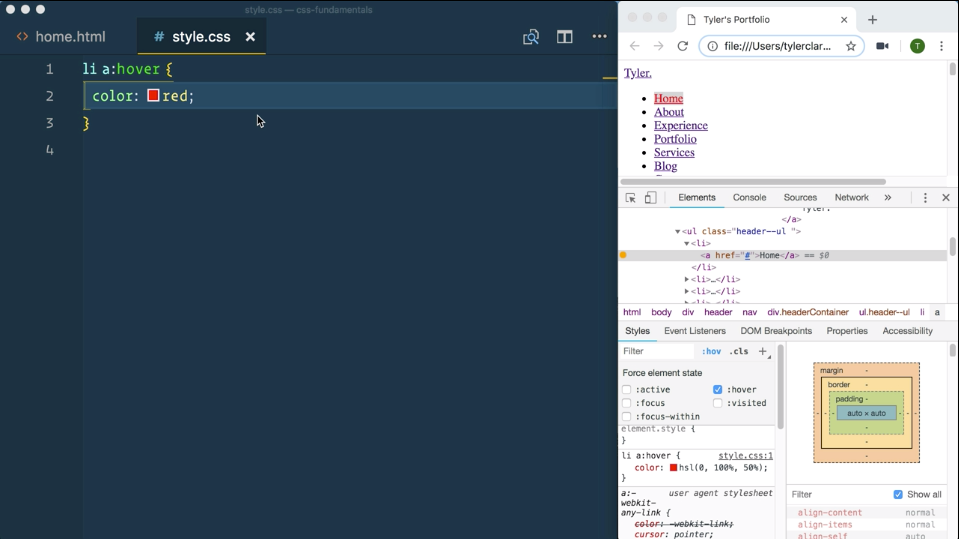 style.css — css-fundamentals
<> home.html
# style.css ×
1 li a:hover {
2 color: red;
3 }
4
Tyler's Portfolio ×
file:///Users/tylerclar...
T
Tyler.
• Home
• About
• Experience
• Portfolio
• Services
• Blog
Elements Console Sources Network »
Tyler.
</a>
▼<ul class="header--ul ">
▼<li>
<a href="#">Home</a> == $0
</li>
▶<li>…</li>
▶<li>…</li>
html body div header nav div.headerContainer ul.header--ul li a
Styles Event Listeners DOM Breakpoints Properties Accessibility
Filter :hov .cls +
Force element state
:active :hover
:focus :visited
:focus-within
element.style {
}
li a:hover { style.css:1
color: hsl(0, 100%, 50%);
}
a:- user agent stylesheet
webkit-
any-link {
color: -webkit-link;
cursor: pointer;
margin -
border -
padding -
- - - auto × auto - - -
-
-
-
Filter Show all
align-content normal
align-items normal
align-self auto